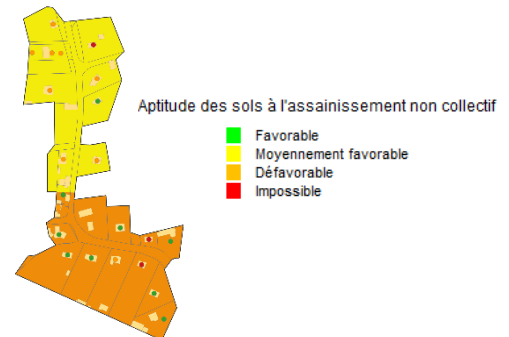 Aptitude des sols à l'assainissement non collectif
Favorable
Moyennement favorable
Défavorable
Impossible